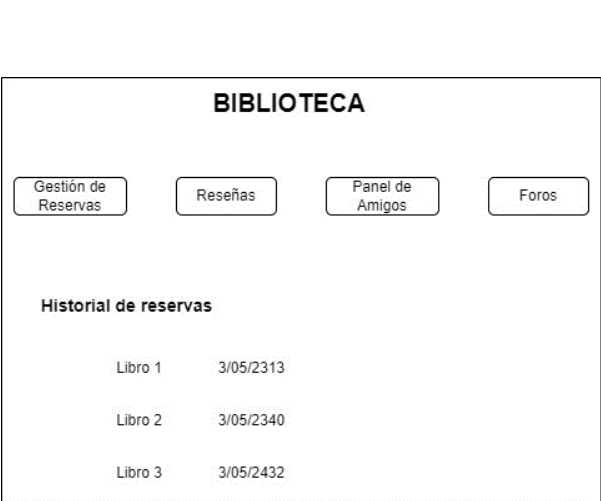 BIBLIOTECA
Gestión de
Reservas
Reseñas
Panel de
Amigos
Foros
Historial de reservas
Libro 1 3/05/2313
Libro 2 3/05/2340
Libro 3 3/05/2432